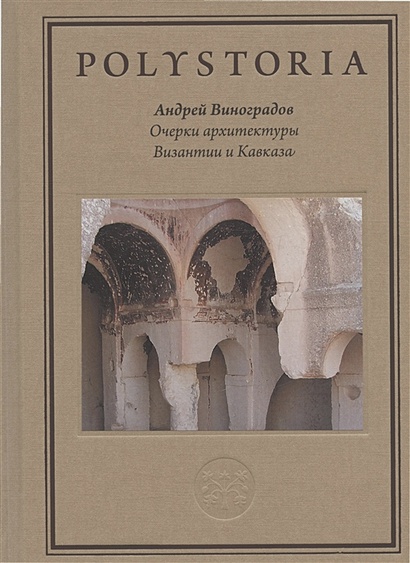 POLYSTORIA
Андрей Виноградов
Очерки архитектуры
Византии и Кавказа